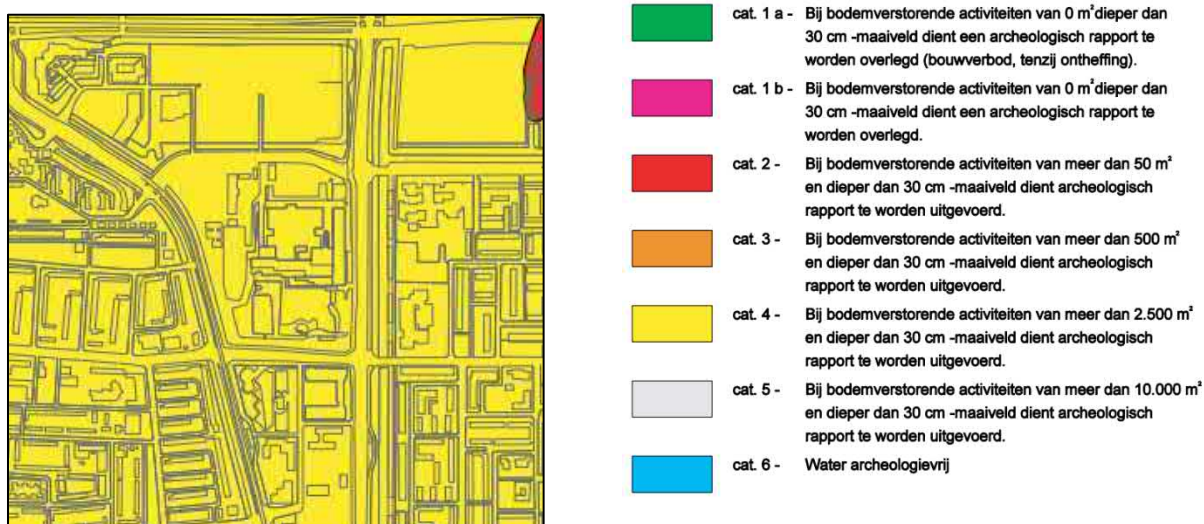 cat. 1 a - Bij bodemverstorende activiteiten van 0 m² dieper dan
30 cm -maaiveld dient een archeologisch rapport te
worden overlegd (bouwverbod, tenzij ontheffing).
cat. 1 b - Bij bodemverstorende activiteiten van 0 m² dieper dan
30 cm -maaiveld dient een archeologisch rapport te
worden overlegd.
cat. 2 - Bij bodemverstorende activiteiten van meer dan 50 m²
en dieper dan 30 cm -maaiveld dient archeologisch
rapport te worden uitgevoerd.
cat. 3 - Bij bodemverstorende activiteiten van meer dan 500 m²
en dieper dan 30 cm -maaiveld dient archeologisch
rapport te worden uitgevoerd.
cat. 4 - Bij bodemverstorende activiteiten van meer dan 2.500 m²
en dieper dan 30 cm -maaiveld dient archeologisch
rapport te worden uitgevoerd.
cat. 5 - Bij bodemverstorende activiteiten van meer dan 10.000 m²
en dieper dan 30 cm -maaiveld dient archeologisch
rapport te worden uitgevoerd.
cat. 6 - Water archeologievrij